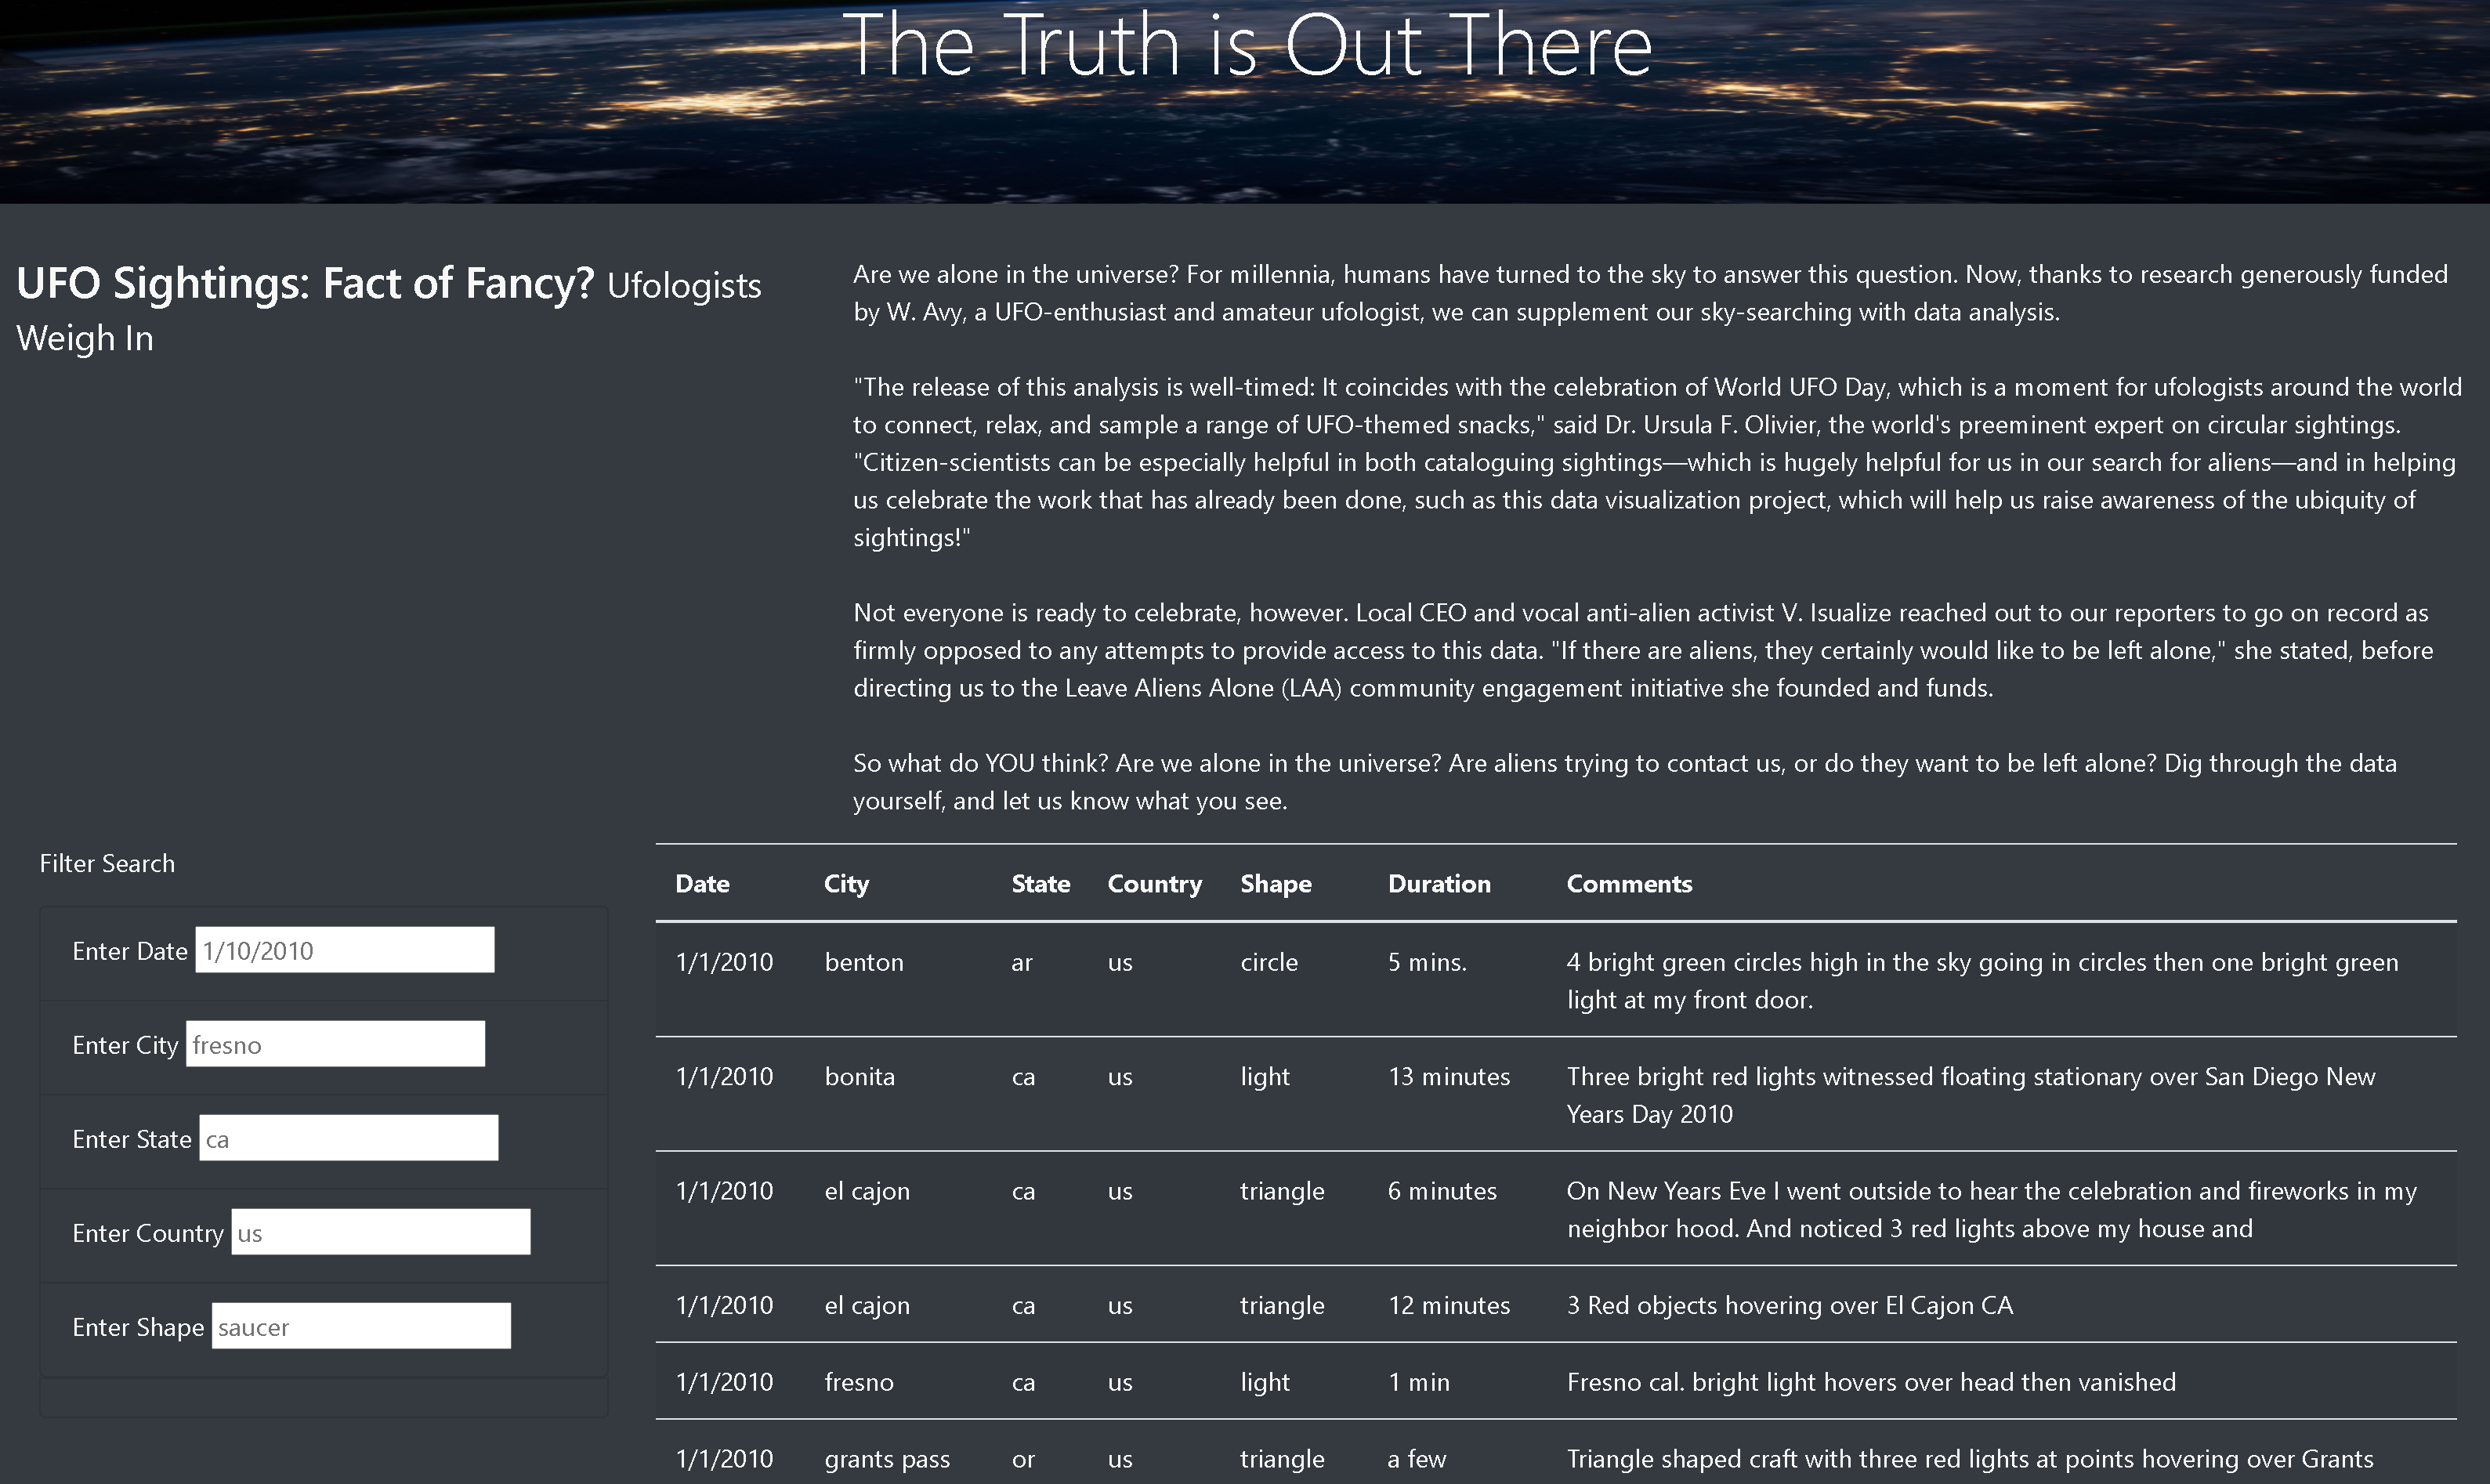 The Truth is Out There
UFO Sightings: Fact of Fancy? Ufologists
Weigh In
Are we alone in the universe? For millennia, humans have turned to the sky to answer this question. Now, thanks to research generously funded
by W. Avy, a UFO-enthusiast and amateur ufologist, we can supplement our sky-searching with data analysis.
"The release of this analysis is well-timed: It coincides with the celebration of World UFO Day, which is a moment for ufologists around the world
to connect, relax, and sample a range of UFO-themed snacks," said Dr. Ursula F. Olivier, the world's preeminent expert on circular sightings.
"Citizen-scientists can be especially helpful in both cataloguing sightings—which is hugely helpful for us in our search for aliens—and in helping
us celebrate the work that has already been done, such as this data visualization project, which will help us raise awareness of the ubiquity of
sightings!"
Not everyone is ready to celebrate, however. Local CEO and vocal anti-alien activist V. Isualize reached out to our reporters to go on record as
firmly opposed to any attempts to provide access to this data. "If there are aliens, they certainly would like to be left alone," she stated, before
directing us to the Leave Aliens Alone (LAA) community engagement initiative she founded and funds.
So what do YOU think? Are we alone in the universe? Are aliens trying to contact us, or do they want to be left alone? Dig through the data
yourself, and let us know what you see.
Filter Search
Enter Date 1/10/2010
Enter City fresno
Enter State ca
Enter Country us
Enter Shape saucer
Date City State Country Shape Duration Comments
1/1/2010 benton ar us circle 5 mins. 4 bright green circles high in the sky going in circles then one bright green
light at my front door.
1/1/2010 bonita ca us light 13 minutes Three bright red lights witnessed floating stationary over San Diego New
Years Day 2010
1/1/2010 el cajon ca us triangle 6 minutes On New Years Eve I went outside to hear the celebration and fireworks in my
neighbor hood. And noticed 3 red lights above my house and
1/1/2010 el cajon ca us triangle 12 minutes 3 Red objects hovering over El Cajon CA
1/1/2010 fresno ca us light 1 min Fresno cal. bright light hovers over head then vanished
1/1/2010 grants pass or us triangle a few Triangle shaped craft with three red lights at points hovering over Grants